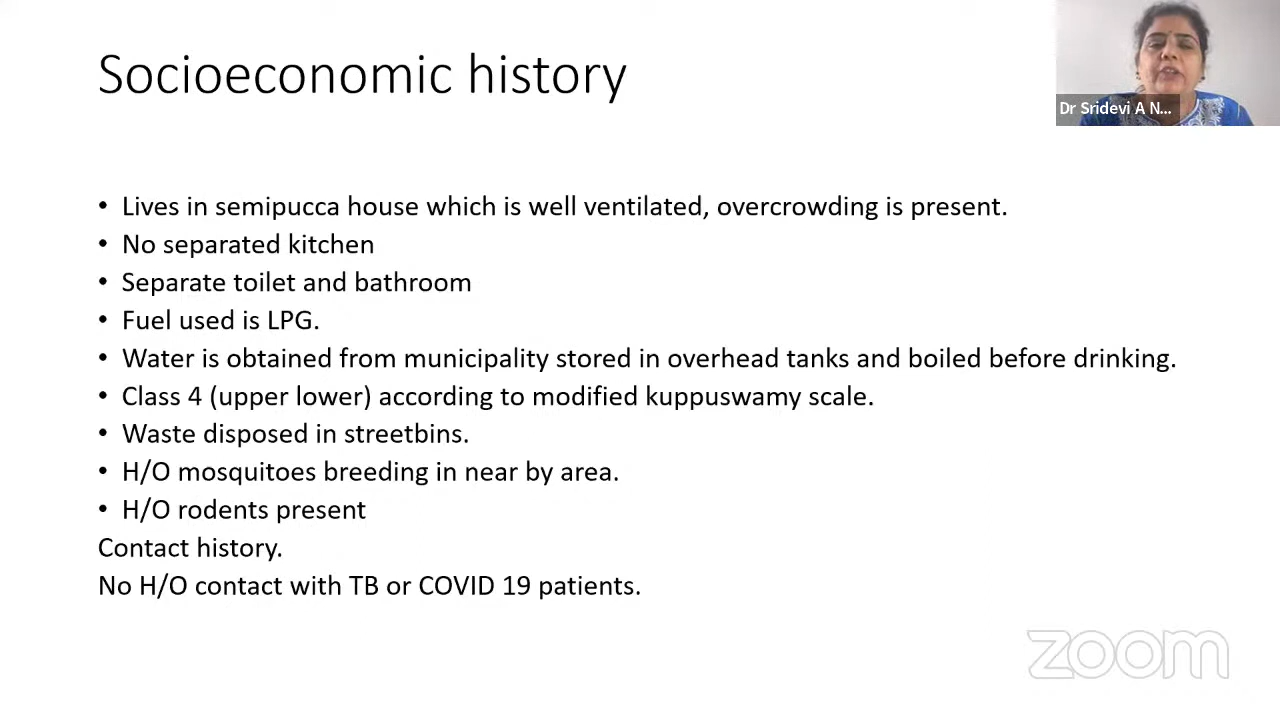 Socioeconomic history
Dr Sridevi A N...
• Lives in semipucca house which is well ventilated, overcrowding is present.
• No separated kitchen
• Separate toilet and bathroom
• Fuel used is LPG.
• Water is obtained from municipality stored in overhead tanks and boiled before drinking.
• Class 4 (upper lower) according to modified kuppuswamy scale.
• Waste disposed in streetbins.
• H/O mosquitoes breeding in near by area.
• H/O rodents present
Contact history.
No H/O contact with TB or COVID 19 patients.
zoom